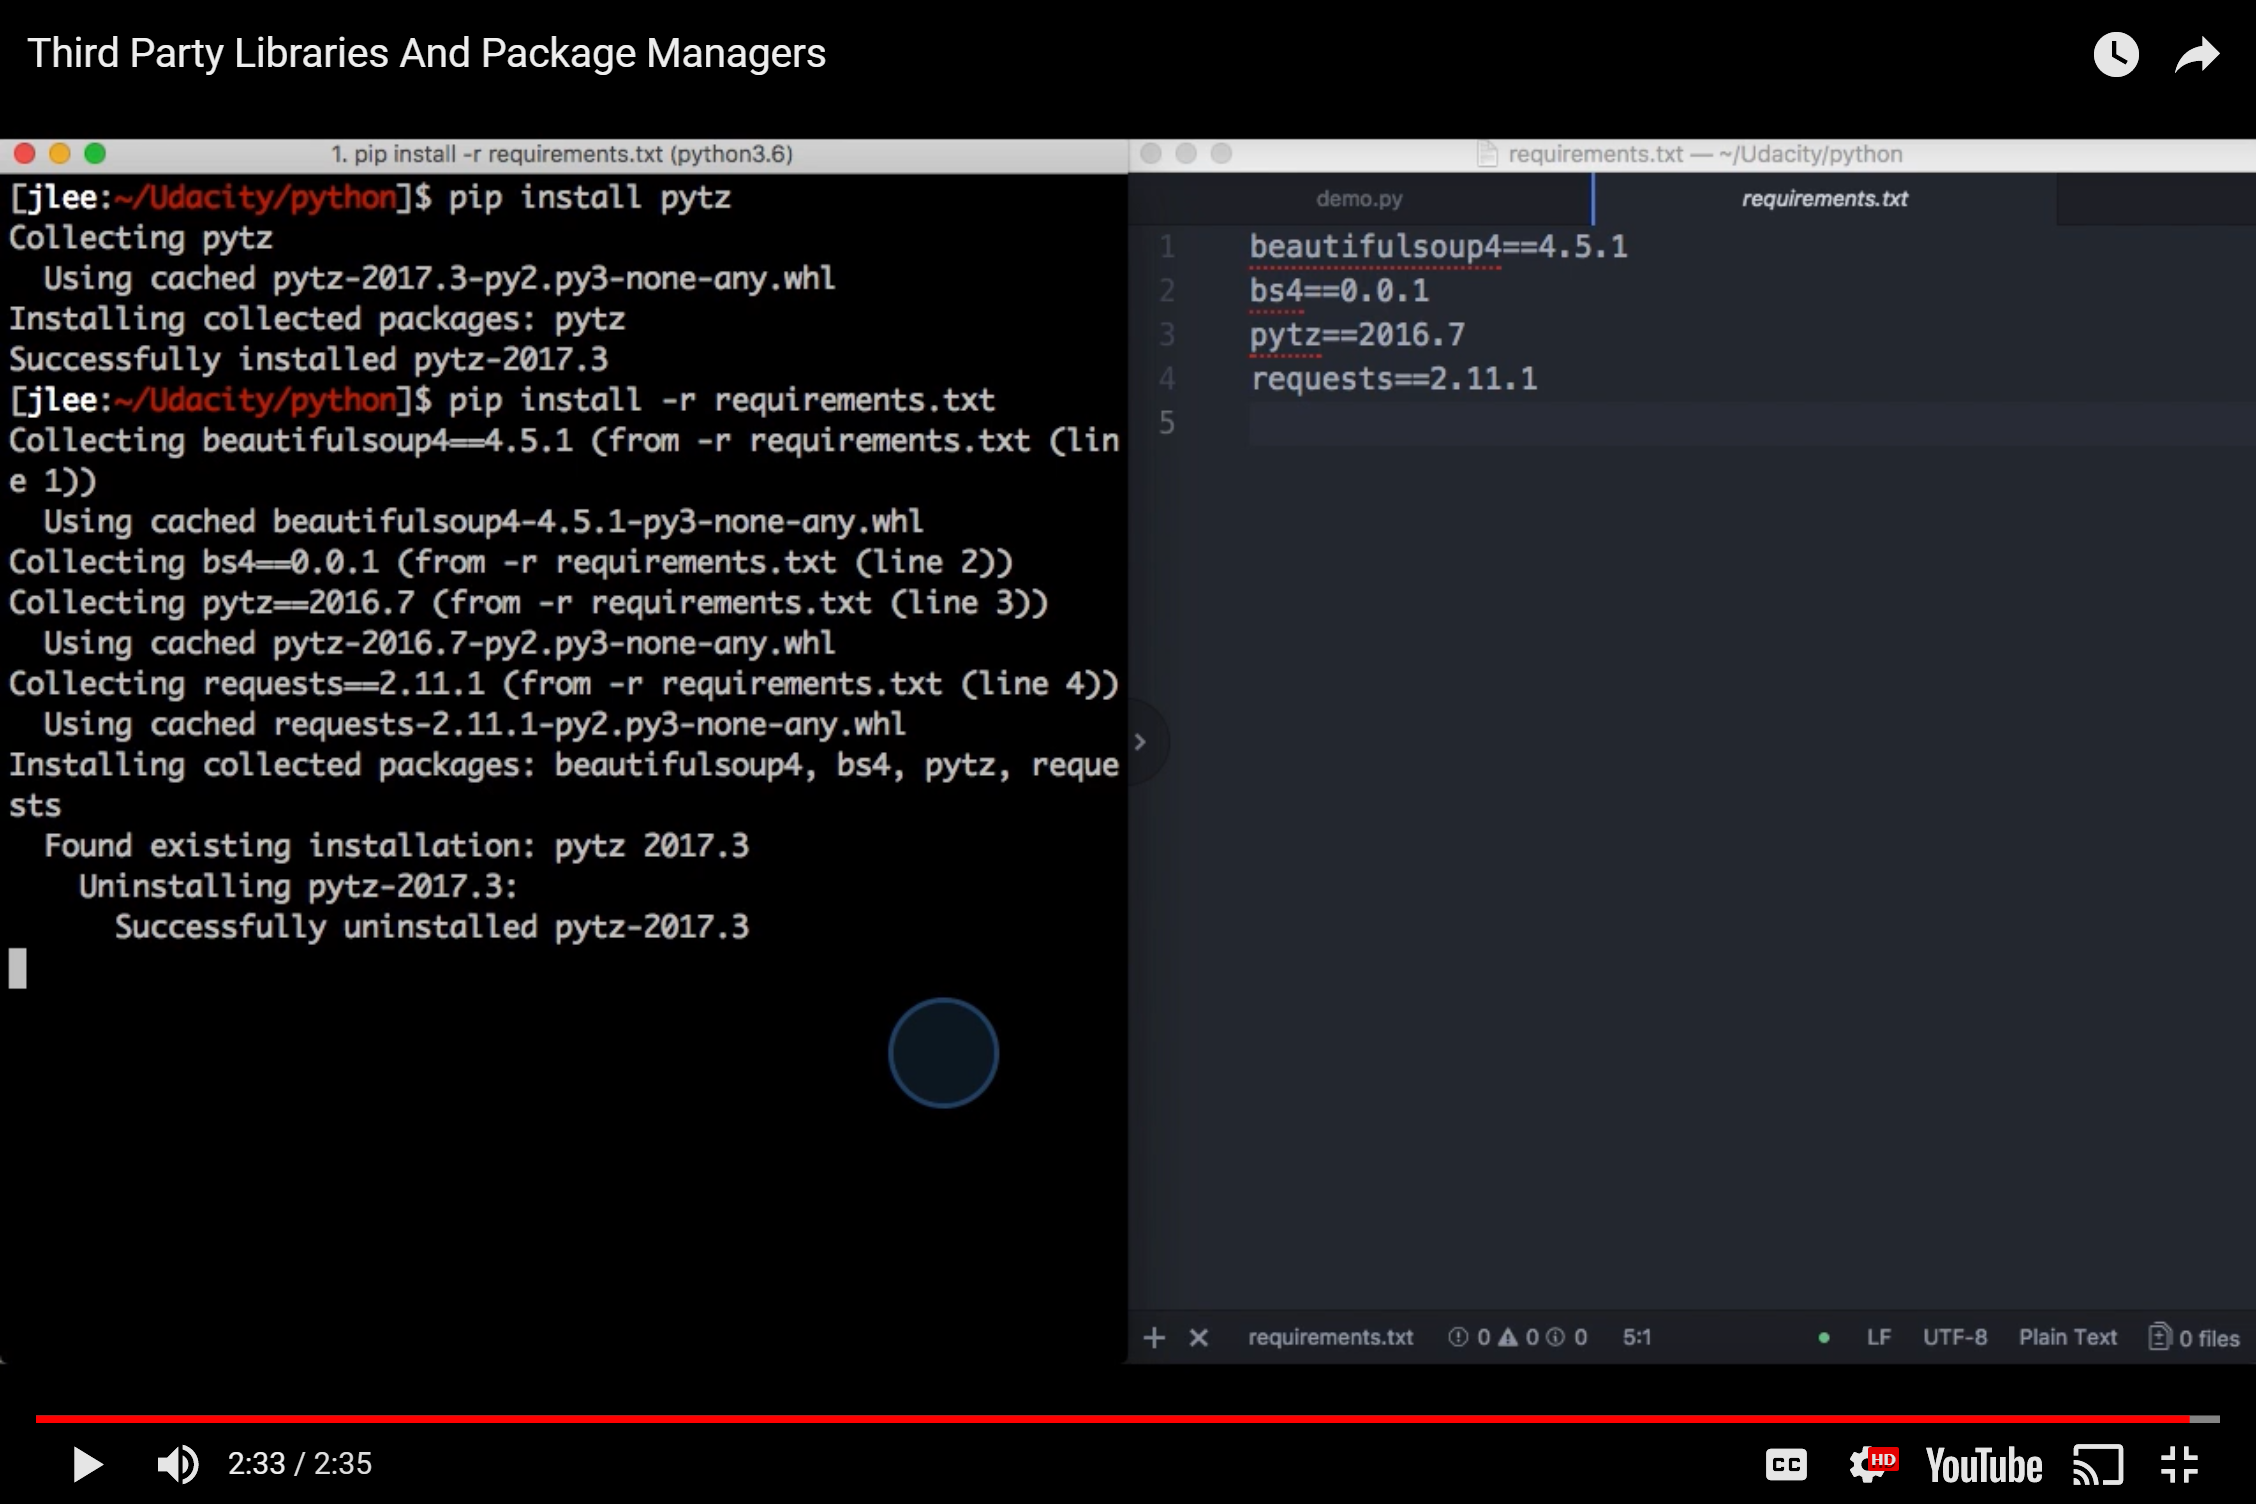 Third Party Libraries And Package Managers
1. pip install -r requirements.txt (python3.6)
[jlee:~/Udacity/python]$ pip install pytz
Collecting pytz
  Using cached pytz-2017.3-py2.py3-none-any.whl
Installing collected packages: pytz
Successfully installed pytz-2017.3
[jlee:~/Udacity/python]$ pip install -r requirements.txt
Collecting beautifulsoup4==4.5.1 (from -r requirements.txt (lin
e 1))
  Using cached beautifulsoup4-4.5.1-py3-none-any.whl
Collecting bs4==0.0.1 (from -r requirements.txt (line 2))
Collecting pytz==2016.7 (from -r requirements.txt (line 3))
  Using cached pytz-2016.7-py2.py3-none-any.whl
Collecting requests==2.11.1 (from -r requirements.txt (line 4))
  Using cached requests-2.11.1-py2.py3-none-any.whl
Installing collected packages: beautifulsoup4, bs4, pytz, reque
sts
  Found existing installation: pytz 2017.3
    Uninstalling pytz-2017.3:
      Successfully uninstalled pytz-2017.3
requirements.txt — ~/Udacity/python
demo.py requirements.txt
1 beautifulsoup4==4.5.1
2 bs4==0.0.1
3 pytz==2016.7
4 requests==2.11.1
5
requirements.txt 0 0 0 5:1 LF UTF-8 Plain Text 0 files
2:33 / 2:35 CC HD YouTube